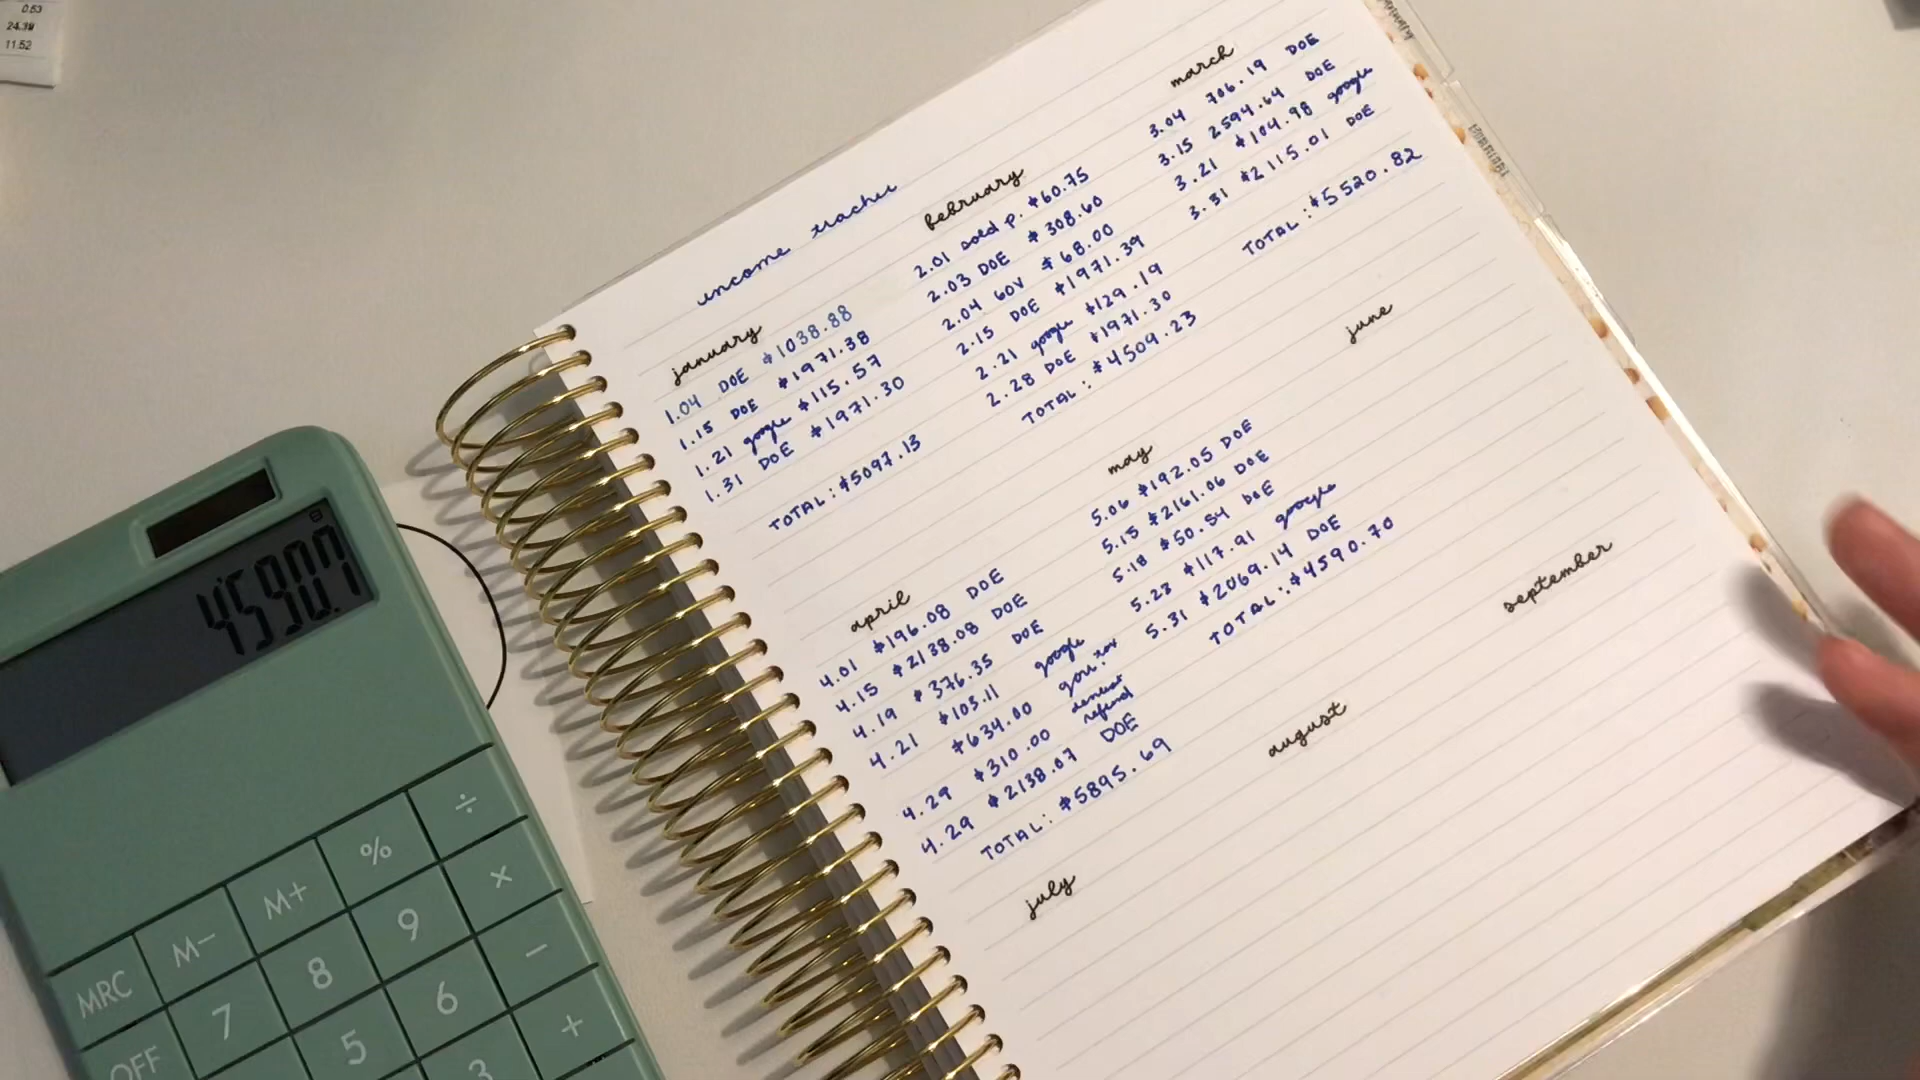 0.53
24.39
11.52
income tracker
january
1.04 DOE $1038.88
1.15 DOE $1971.38
1.21 google $115.57
1.31 DOE $1971.30
TOTAL: $5097.13
february
2.01 sold p. $60.75
2.03 DOE $308.60
2.04 GOV $68.00
2.15 DOE $1971.39
2.21 google $129.19
2.28 DOE $1971.30
TOTAL: $4509.23
march
3.04 706.19 DOE
3.15 2594.64 DOE
3.21 $104.98 google
3.31 $2115.01 DOE
TOTAL: $5520.82
april
4.01 $196.08 DOE
4.15 $2138.08 DOE
4.19 $376.35 DOE
4.21 $103.11 google
$634.00 gov. tax
4.29 $310.00 dentist refund
4.29 $2138.07 DOE
TOTAL: $5895.69
may
5.06 $192.05 DOE
5.15 $2161.06 DOE
5.18 $50.54 DOE
5.23 $117.91 google
5.31 $2069.14 DOE
TOTAL: $4590.70
june
july
august
september
4590.7
% ÷
M+ ×
MRC M− 9 −
8 6 +
OFF 7 5 3